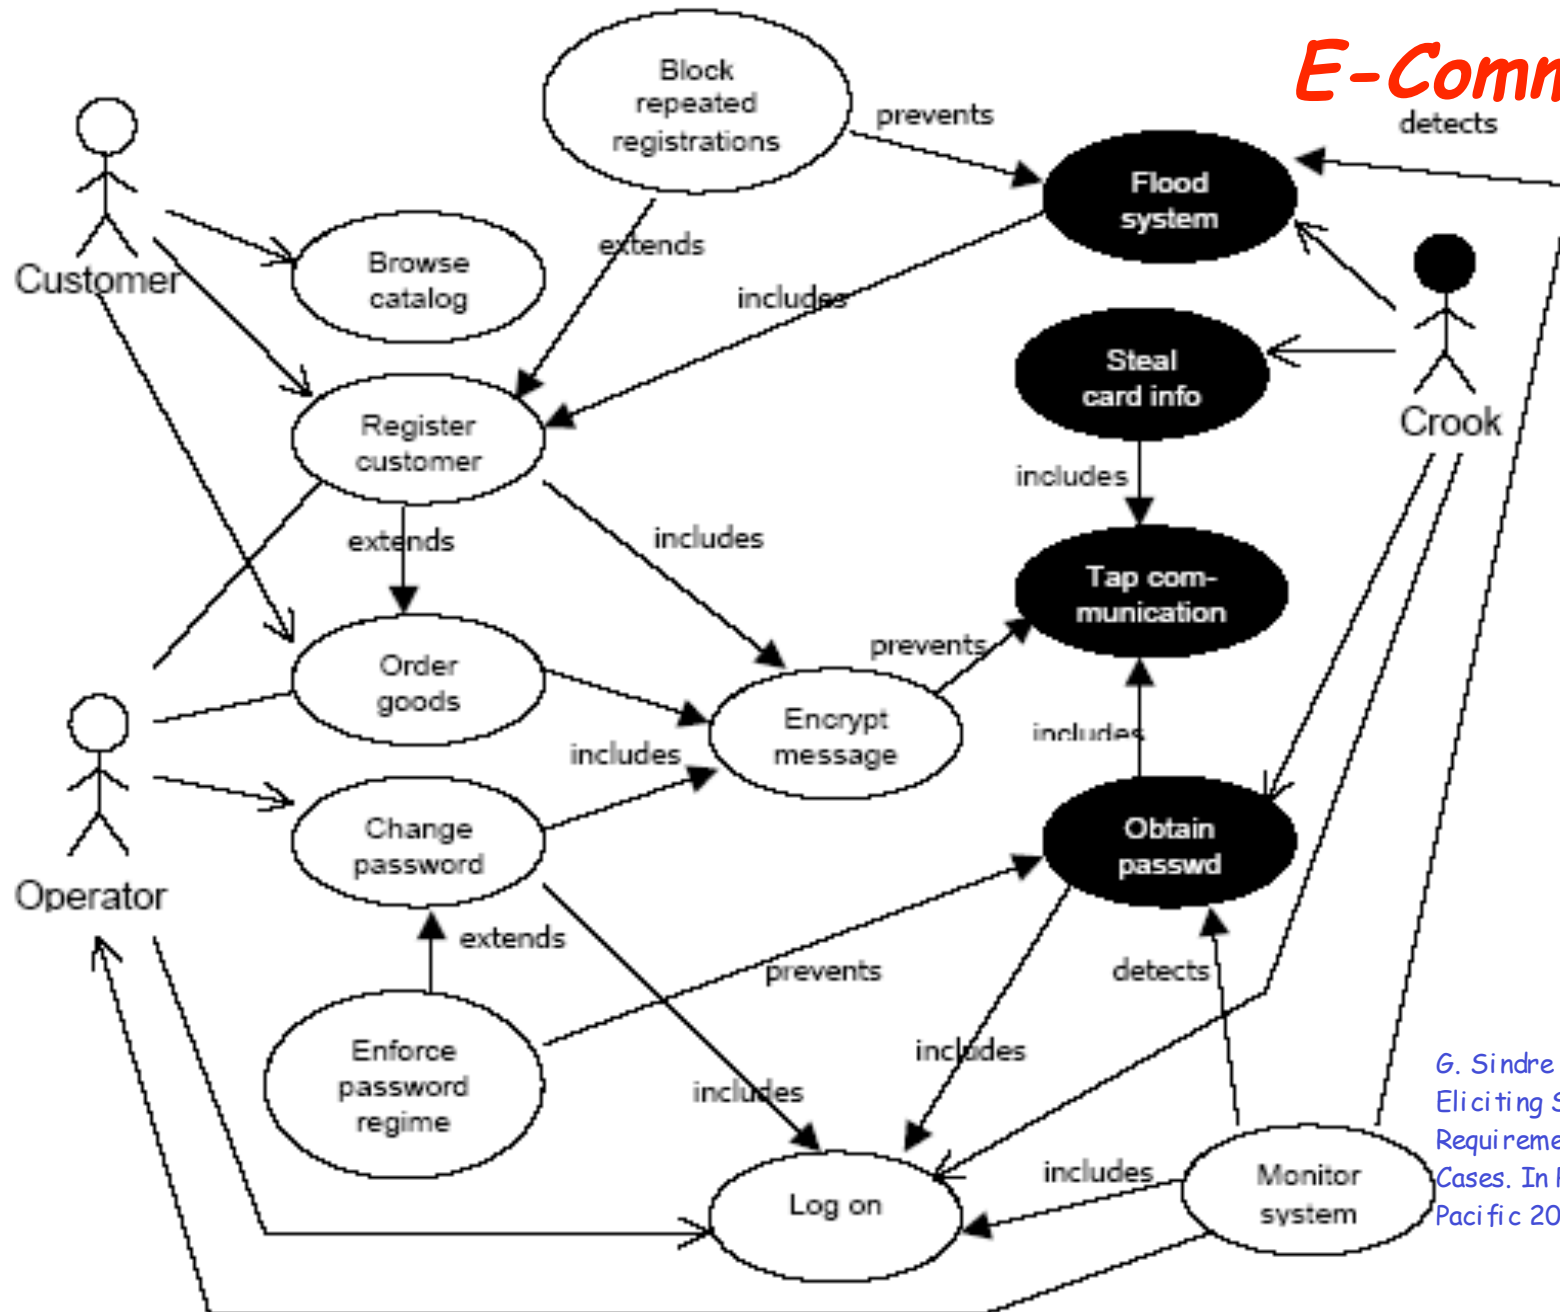 E-Comm
Block
repeated
registrations
prevents
detects
Flood
system
Customer
Browse
catalog
extends
includes
Steal
card info
Crook
Register
customer
includes
extends
includes
Tap com-
munication
prevents
Order
goods
Encrypt
message
includes
includes
Change
password
Obtain
passwd
Operator
extends
prevents
detects
Enforce
password
regime
includes
includes
G. Sindre
Eliciting S
Requireme
Cases. In
Pacific 20
Log on
includes
Monitor
system